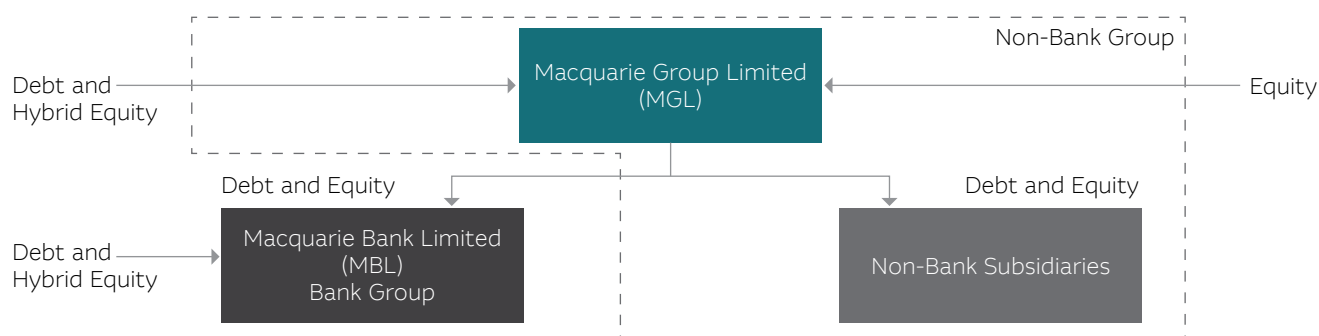 Non-Bank Group
Macquarie Group Limited
(MGL)
Debt and
Hybrid Equity
Equity
Debt and Equity
Debt and Equity
Macquarie Bank Limited
(MBL)
Bank Group
Debt and
Hybrid Equity
Non-Bank Subsidiaries